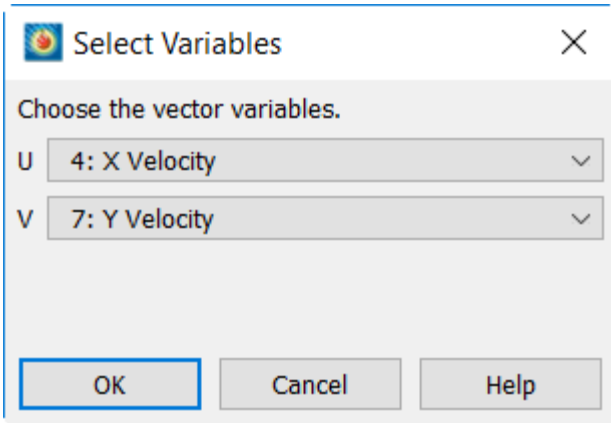 Select Variables
Choose the vector variables.
U 4: X Velocity
V 7: Y Velocity
OK Cancel Help